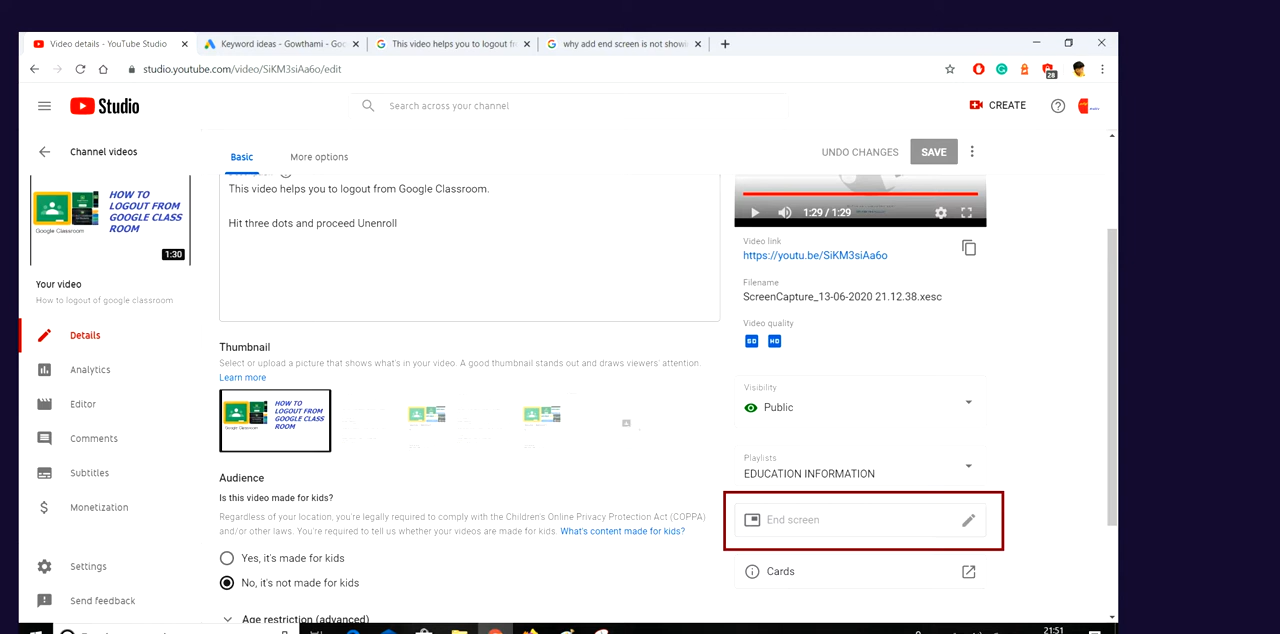 Video details - YouTube Studio
Keyword ideas - Gowthami - Goo
This video helps you to logout fr
why add end screen is not showi
studio.youtube.com/video/SiKM3siAa6o/edit
28
Studio
Search across your channel
CREATE
Channel videos
Basic
More options
UNDO CHANGES
SAVE
HOW TO
LOGOUT FROM
GOOGLE CLASS
ROOM
Google Classroom
1:30
Your video
How to logout of google classroom
Details
Analytics
Editor
Comments
Subtitles
Monetization
Settings
Send feedback
This video helps you to logout from Google Classroom.
Hit three dots and proceed Unenroll
Thumbnail
Select or upload a picture that shows what's in your video. A good thumbnail stands out and draws viewers' attention.
Learn more
HOW TO
LOGOUT FROM
GOOGLE CLASS
ROOM
Google Classroom
Audience
Is this video made for kids?
Regardless of your location, you're legally required to comply with the Children's Online Privacy Protection Act (COPPA)
and/or other laws. You're required to tell us whether your videos are made for kids. What's content made for kids?
Yes, it's made for kids
No, it's not made for kids
Age restriction (advanced)
1:29 / 1:29
Video link
https://youtu.be/SiKM3siAa6o
Filename
ScreenCapture_13-06-2020 21.12.38.xesc
Video quality
SD HD
Visibility
Public
Playlists
EDUCATION INFORMATION
End screen
Cards
21:51